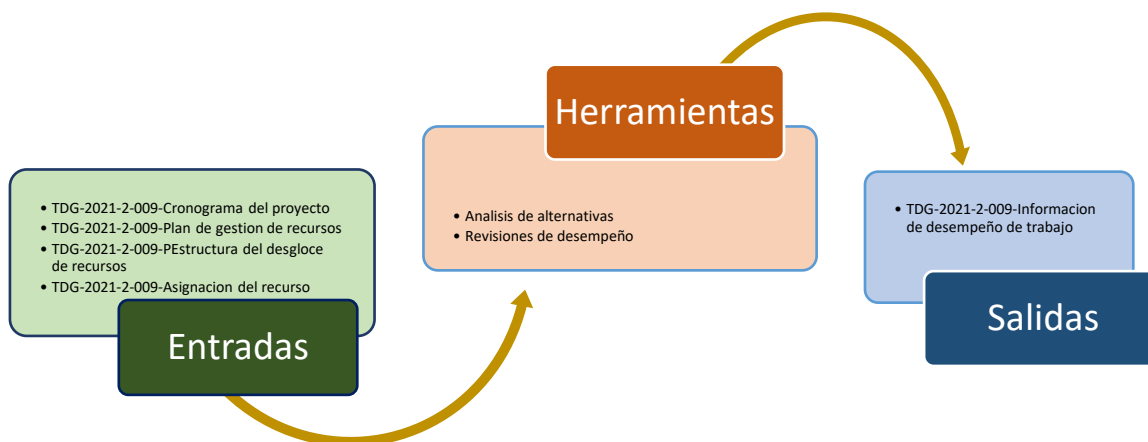 • TDG-2021-2-009-Cronograma del proyecto
• TDG-2021-2-009-Plan de gestion de recursos
• TDG-2021-2-009-PEstructura del desgloce
de recursos
• TDG-2021-2-009-Asignacion del recurso
Entradas
Herramientas
• Analisis de alternativas
• Revisiones de desempeño
• TDG-2021-2-009-Informacion
de desempeño de trabajo
Salidas